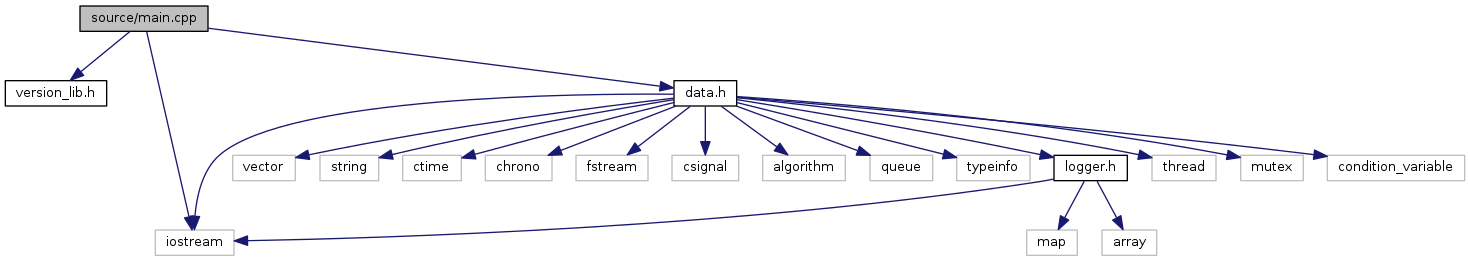 source/main.cpp
version_lib.h
data.h
vector
string
ctime
chrono
fstream
csignal
algorithm
queue
typeinfo
logger.h
thread
mutex
condition_variable
iostream
map
array